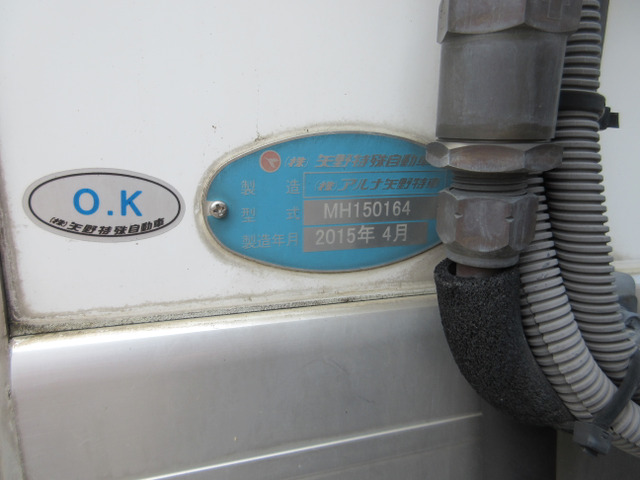 O.K
(株)矢野特殊自動車
(株)矢野特殊自動
製造 (株)アルナ矢野特車
型式 MH150164
製造年月 2015年 4月